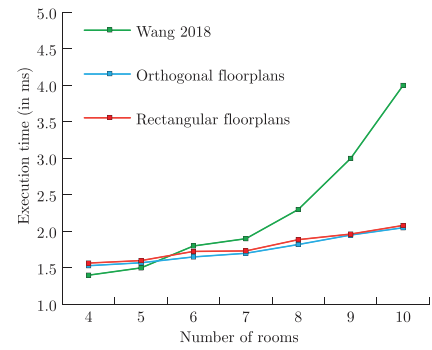 5.0
4.5
4.0
3.5
3.0
2.5
2.0
1.5
1.0
Execution time (in ms)
Wang 2018
Orthogonal floorplans
Rectangular floorplans
4 5 6 7 8 9 10
Number of rooms